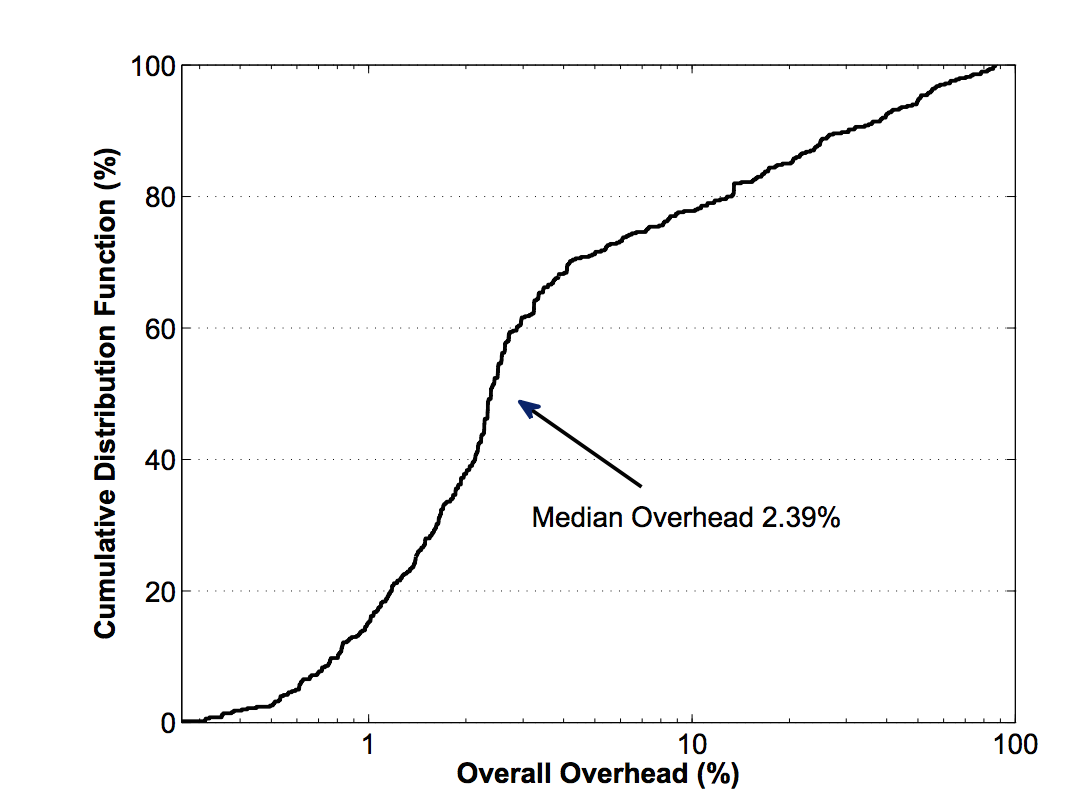 100
80
60
40
20
0
Cumulative Distribution Function (%)
Median Overhead 2.39%
1 10 100
Overall Overhead (%)